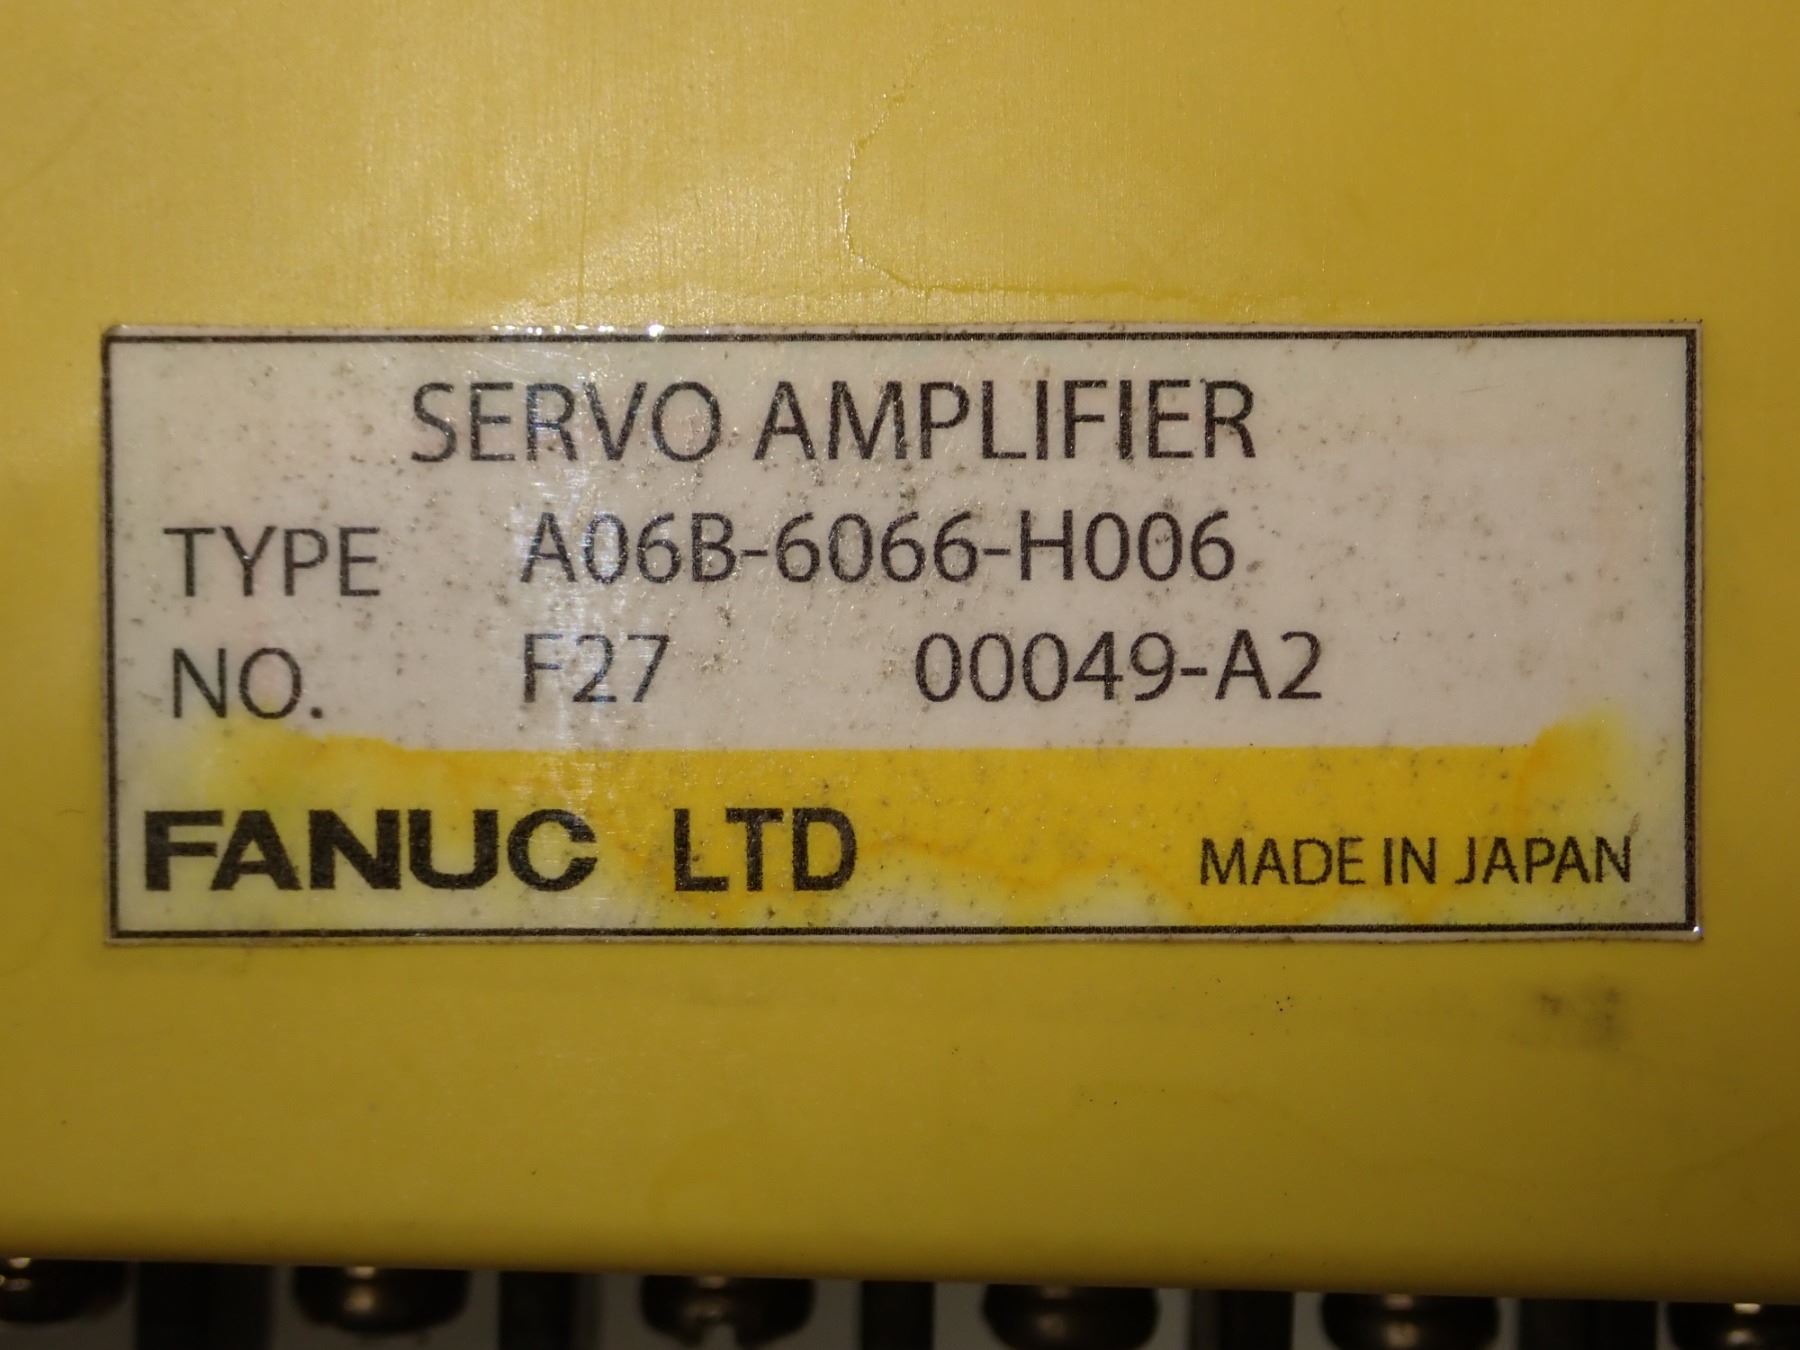 SERVO AMPLIFIER
TYPE A06B-6066-H006
NO. F27 00049-A2
FANUC LTD MADE IN JAPAN